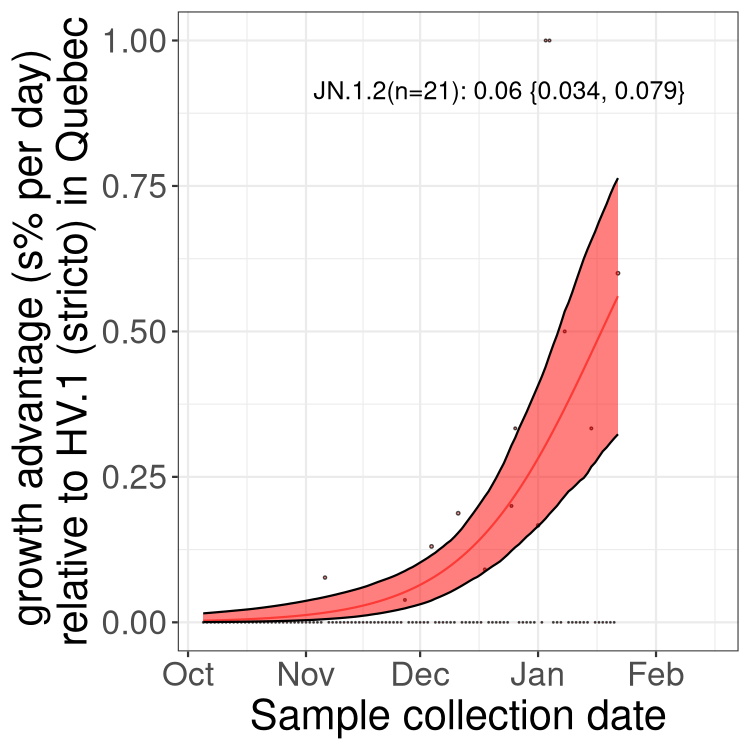 growth advantage (s% per day)
relative to HV.1 (stricto) in Quebec
1.00
0.75
0.50
0.25
0.00
JN.1.2(n=21): 0.06 {0.034, 0.079}
Oct Nov Dec Jan Feb
Sample collection date